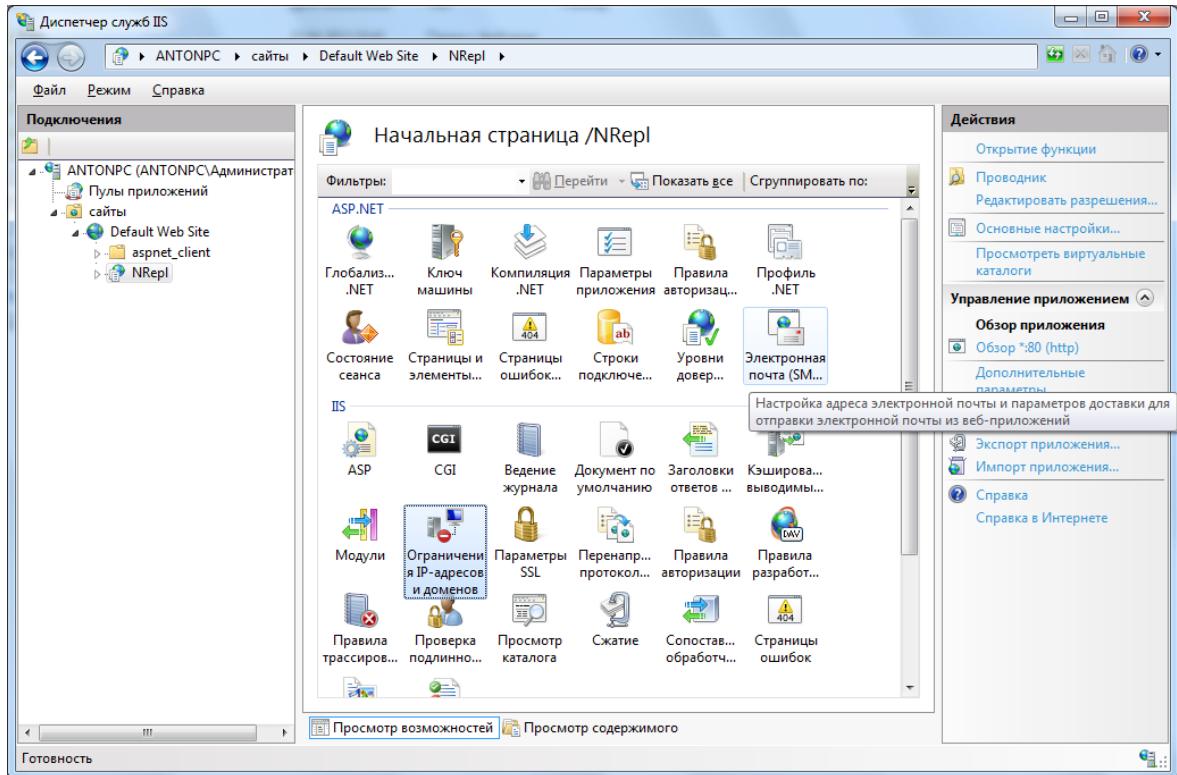 Диспетчер служб IIS
ANTONPC сайты Default Web Site NRepl
Файл Режим Справка
Подключения
ANTONPC (ANTONPC\Администрат
Пулы приложений
сайты
Default Web Site
aspnet_client
NRepl
Начальная страница /NRepl
Фильтры: Перейти Показать все Сгруппировать по:
ASP.NET
Глобализ... Ключ Компиляция Параметры Правила Профиль
.NET машины .NET приложения авторизац... .NET
404 ab
Состояние Страницы и Страницы Строки Уровни Электронная
сеанса элементы... ошибок... подключе... довер... почта (SM...
Настройка адреса электронной почты и параметров доставки для
отправки электронной почты из веб-приложений
IIS
CGI
ASP CGI Ведение Документ по Заголовки Кэширова...
журнала умолчанию ответов ... выводимы...
DAV
Модули Ограничени Параметры Перенапр... Правила Правила
я IP-адресов SSL протокол... авторизации разработ...
и доменов
404
Правила Проверка Просмотр Сжатие Сопостав... Страницы
трассиров... подлинно... каталога обработч... ошибок
Просмотр возможностей Просмотр содержимого
Действия
Открытие функции
Проводник
Редактировать разрешения...
Основные настройки...
Просмотреть виртуальные
каталоги
Управление приложением
Обзор приложения
Обзор *:80 (http)
Дополнительные
параметры
Экспорт приложения...
Импорт приложения...
Справка
Справка в Интернете
Готовность